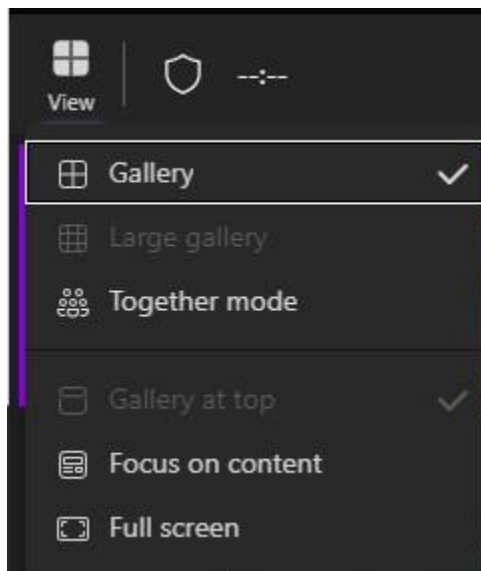 View
--:--
Gallery
Large gallery
Together mode
Gallery at top
Focus on content
Full screen